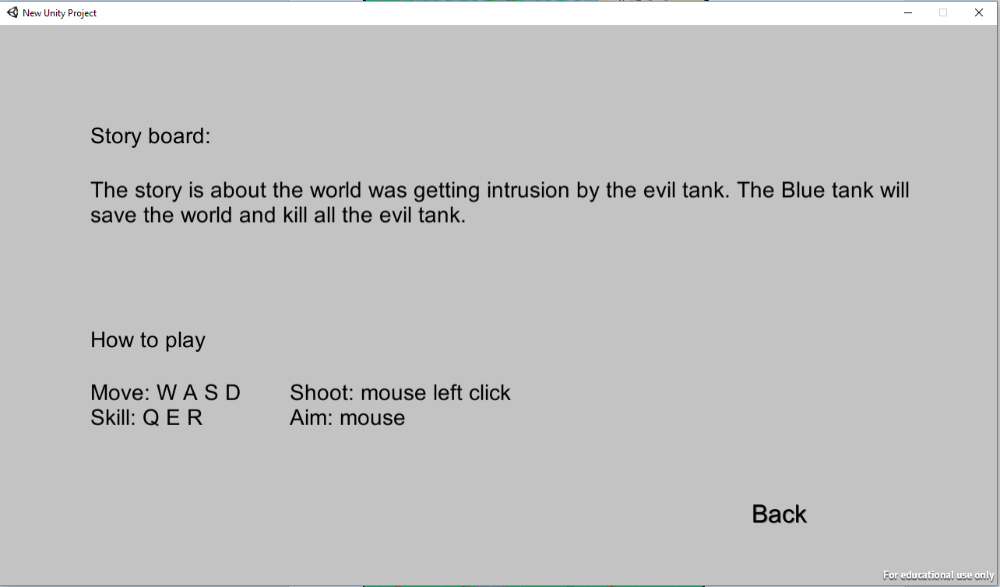 New Unity Project
Story board:
The story is about the world was getting intrusion by the evil tank. The Blue tank will
save the world and kill all the evil tank.
How to play
Move: W A S D Shoot: mouse left click
Skill: Q E R Aim: mouse
Back
For educational use only